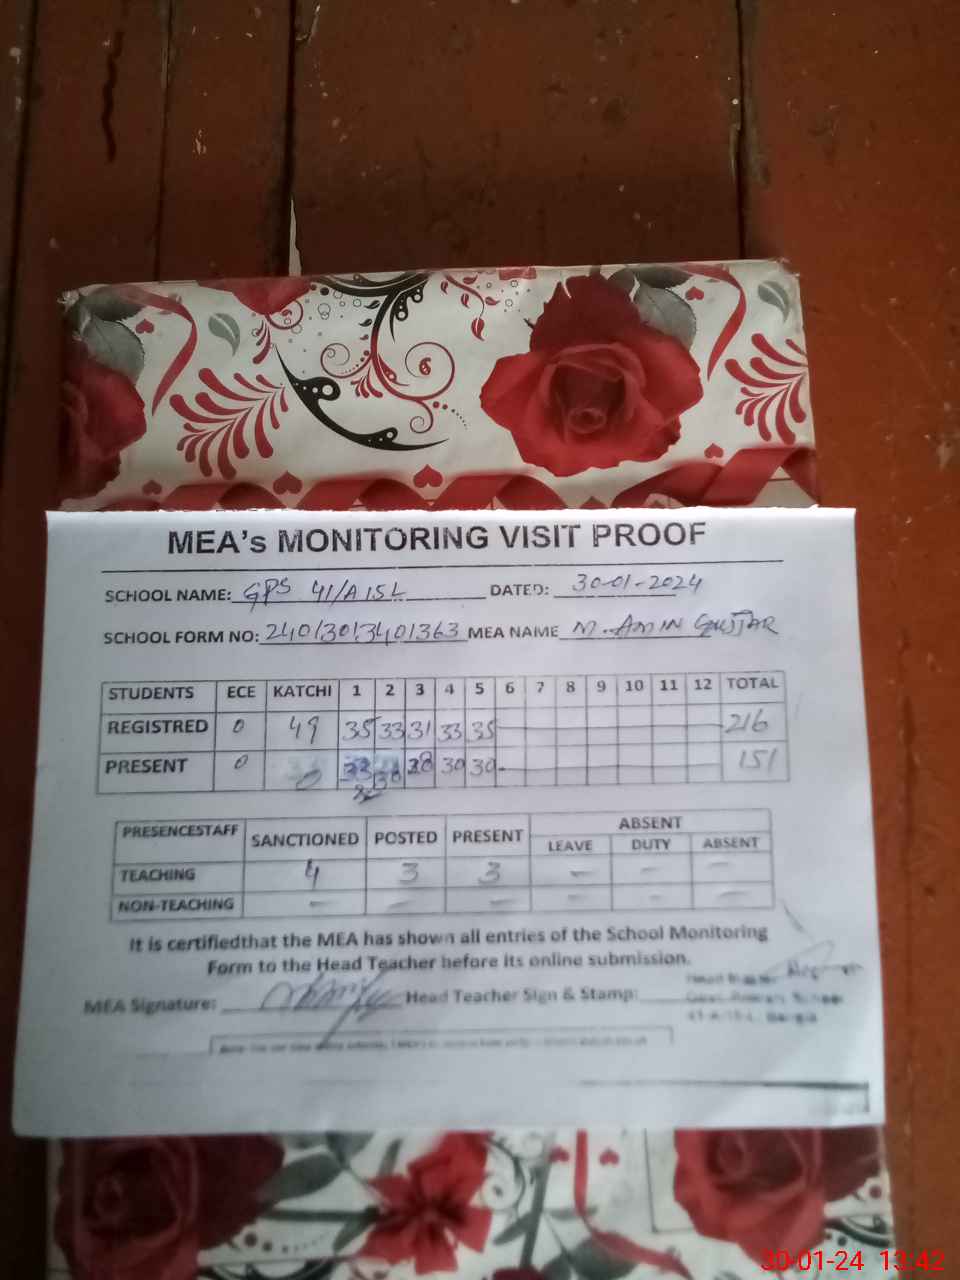 MEA's MONITORING VISIT PROOF
SCHOOL NAME: GPS 41/A15L DATED: 30-01-2024
SCHOOL FORM NO: MEA NAME M. AMIN GUJJAR
STUDENTS ECE KATCHI 1 2 3 4 5 6 7 8 9 10 11 12 TOTAL
REGISTRED 0 49 35 33 31 33 35 216
PRESENT 0 0 33 30 28 30 30 151
PRESENCESTAFF SANCTIONED POSTED PRESENT ABSENT
LEAVE DUTY ABSENT
TEACHING 4 3 3 - - -
NON-TEACHING - - - - - -
It is certifiedthat the MEA has shown all entries of the School Monitoring
Form to the Head Teacher before its online submission.
MEA Signature: Head Teacher Sign & Stamp:
30-01-24 13:42